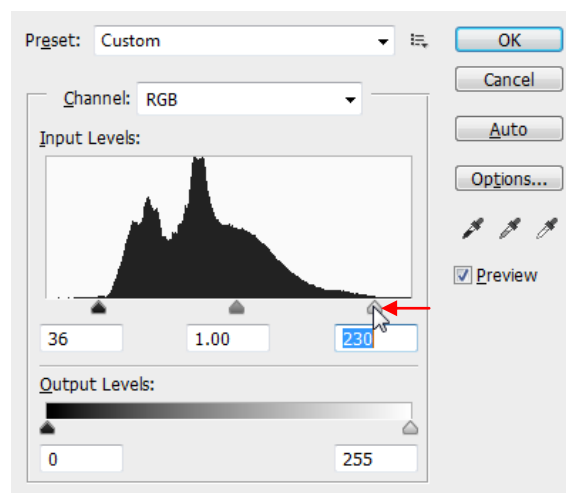 Preset: Custom
OK
Cancel
Channel: RGB
Auto
Input Levels:
Options...
Preview
36 1.00 230
Output Levels:
0 255